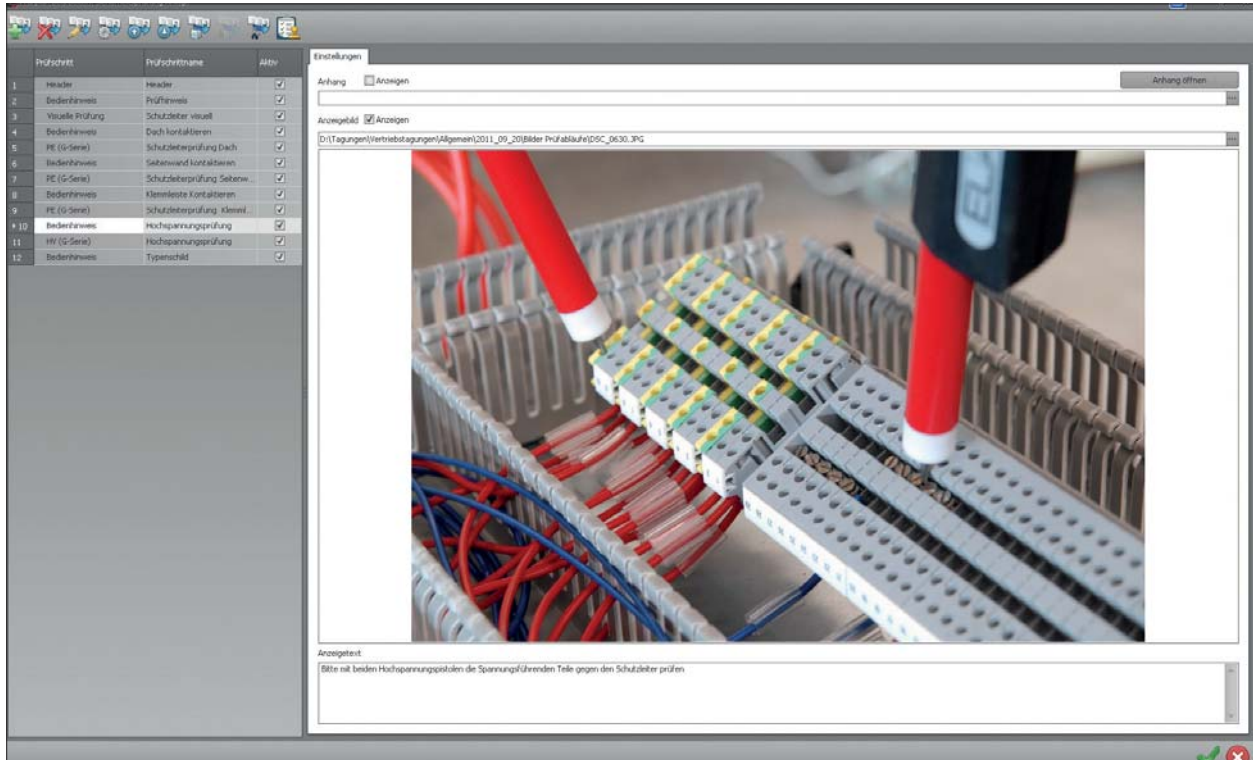 Prüfschritt Prüfschrittname Aktiv
1 Header Header
2 Bedienhinweis Prüfhinweis
3 Visuelle Prüfung Schutzleiter visuell
4 Bedienhinweis Dach kontaktieren
5 PE (G-Serie) Schutzleiterprüfung Dach
6 Bedienhinweis Seitenwand kontaktieren
7 PE (G-Serie) Schutzleiterprüfung Seitenw...
8 Bedienhinweis Klemmleiste Kontaktieren
9 PE (G-Serie) Schutzleiterprüfung Klemml...
10 Bedienhinweis Hochspannungsprüfung
11 HV (G-Serie) Hochspannungsprüfung
12 Bedienhinweis Typenschild
Einstellungen
Anhang Anzeigen Anhang öffnen
Anzeigebild Anzeigen
D:\Tagungen\Vertriebstagungen\Allgemein\2011_09_20\Bilder Prüfabläufe\DSC_0630.JPG
Anzeigetext
Bitte mit beiden Hochspannungspistolen die Spannungsführenden Teile gegen den Schutzleiter prüfen